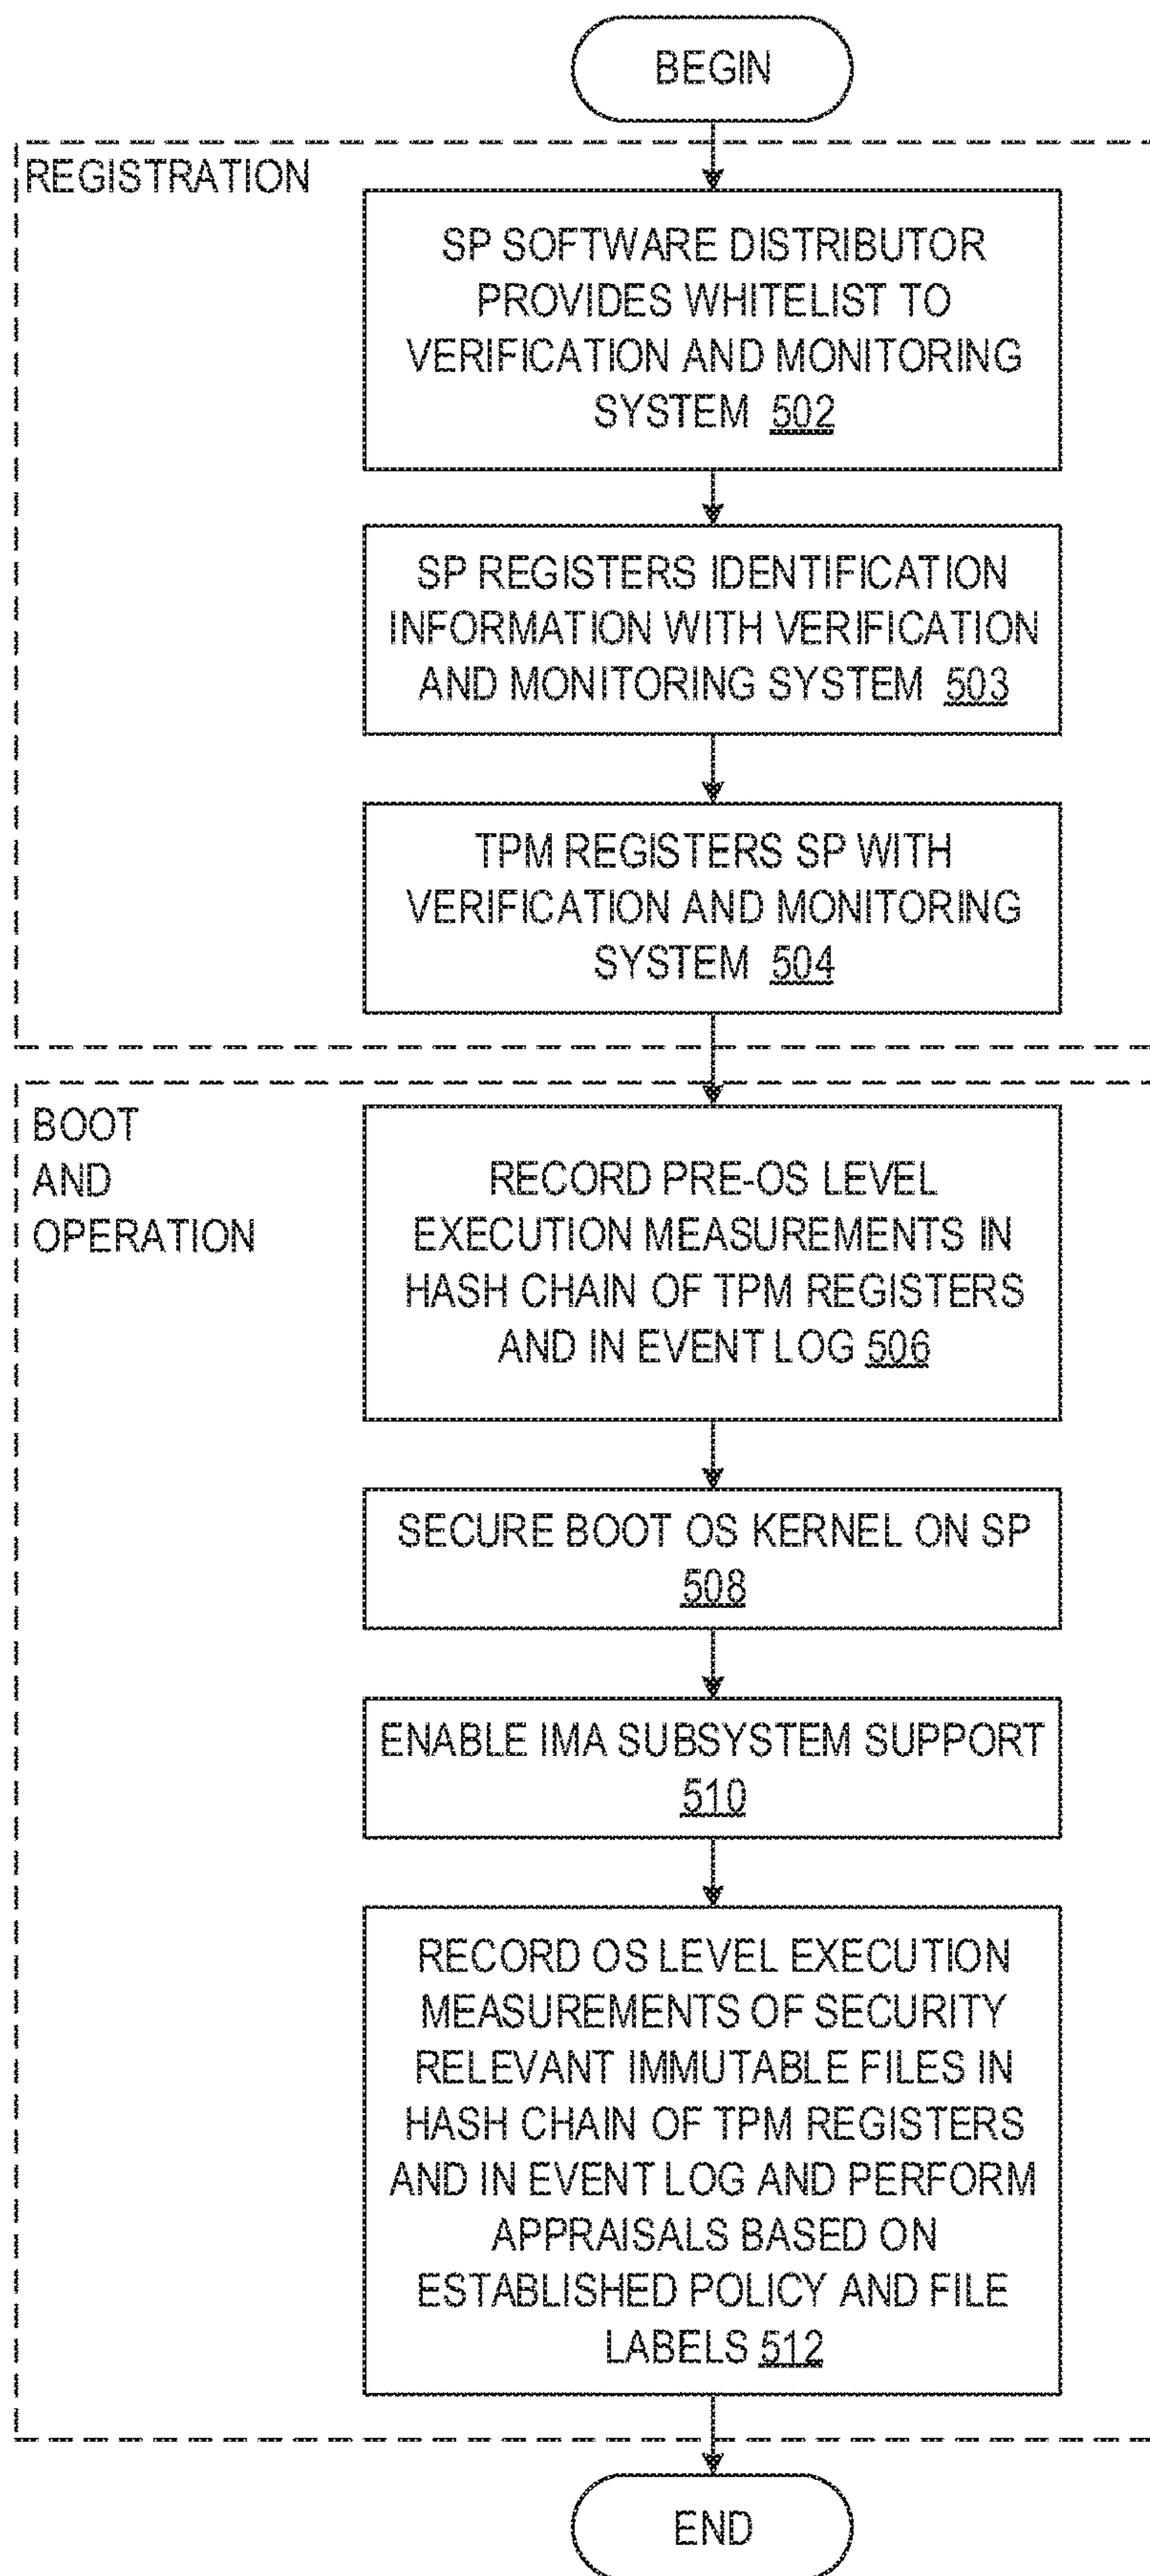 BEGIN
REGISTRATION
SP SOFTWARE DISTRIBUTOR
PROVIDES WHITELIST TO
VERIFICATION AND MONITORING
SYSTEM 502
SP REGISTERS IDENTIFICATION
INFORMATION WITH VERIFICATION
AND MONITORING SYSTEM 503
TPM REGISTERS SP WITH
VERIFICATION AND MONITORING
SYSTEM 504
BOOT
AND
OPERATION
RECORD PRE-OS LEVEL
EXECUTION MEASUREMENTS IN
HASH CHAIN OF TPM REGISTERS
AND IN EVENT LOG 506
SECURE BOOT OS KERNEL ON SP
508
ENABLE IMA SUBSYSTEM SUPPORT
510
RECORD OS LEVEL EXECUTION
MEASUREMENTS OF SECURITY
RELEVANT IMMUTABLE FILES IN
HASH CHAIN OF TPM REGISTERS
AND IN EVENT LOG AND PERFORM
APPRAISALS BASED ON
ESTABLISHED POLICY AND FILE
LABELS 512
END